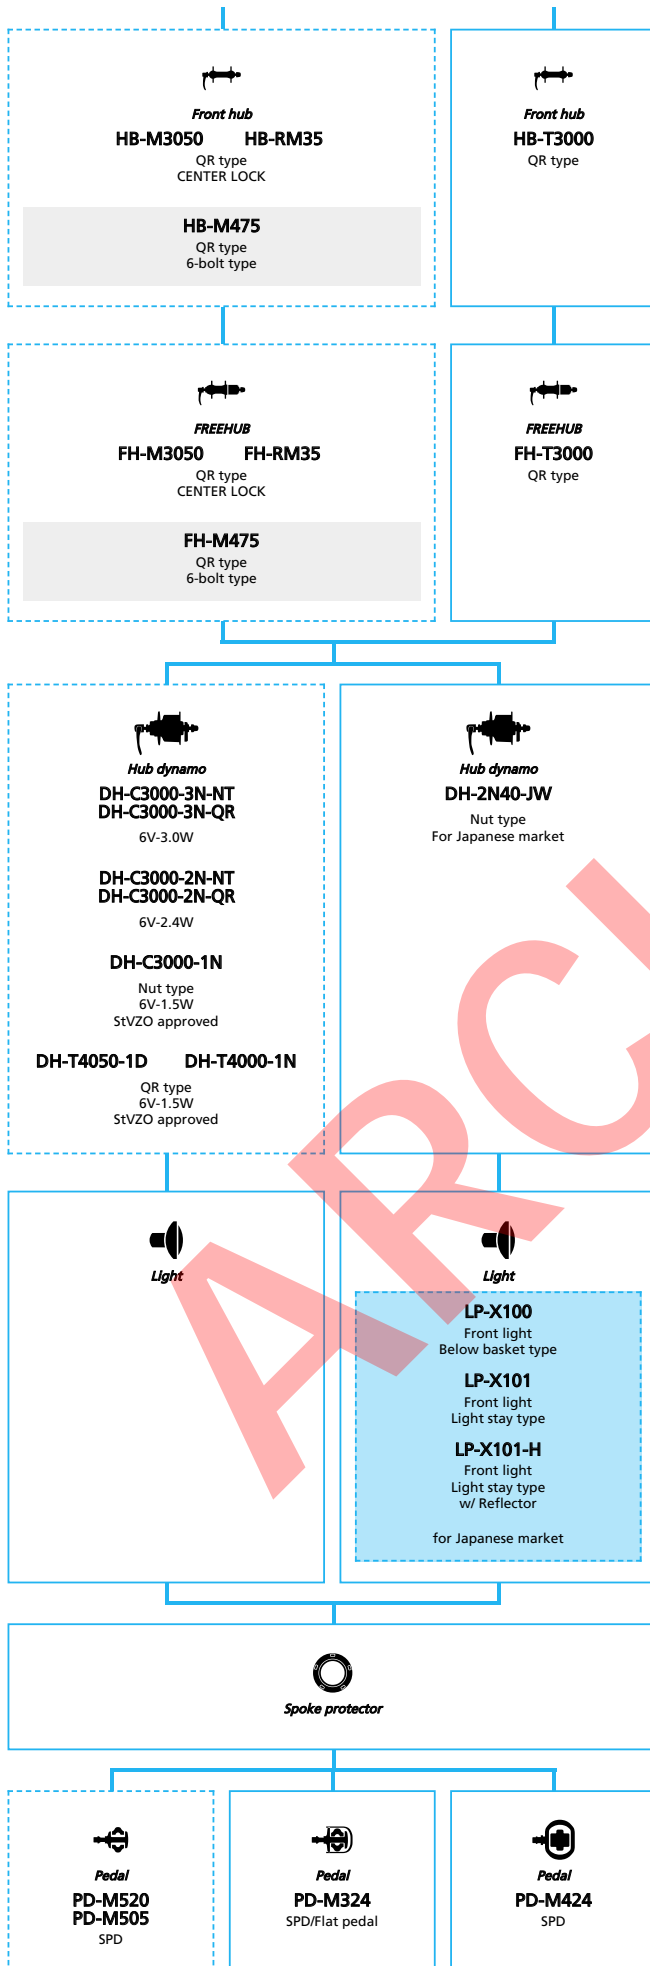 Front hub
HB-M3050 HB-RM35
QR type
CENTER LOCK
HB-M475
QR type
6-bolt type
Front hub
HB-T3000
QR type
FREEHUB
FH-M3050 FH-RM35
QR type
CENTER LOCK
FH-M475
QR type
6-bolt type
FREEHUB
FH-T3000
QR type
Hub dynamo
DH-C3000-3N-NT
DH-C3000-3N-QR
6V-3.0W
DH-C3000-2N-NT
DH-C3000-2N-QR
6V-2.4W
DH-C3000-1N
Nut type
6V-1.5W
StVZO approved
DH-T4050-1D DH-T4000-1N
QR type
6V-1.5W
StVZO approved
Hub dynamo
DH-2N40-JW
Nut type
For Japanese market
Light
Light
LP-X100
Front light
Below basket type
LP-X101
Front light
Light stay type
LP-X101-H
Front light
Light stay type
w/ Reflector
for Japanese market
Spoke protector
Pedal
PD-M520
PD-M505
SPD
Pedal
PD-M324
SPD/Flat pedal
Pedal
PD-M424
SPD